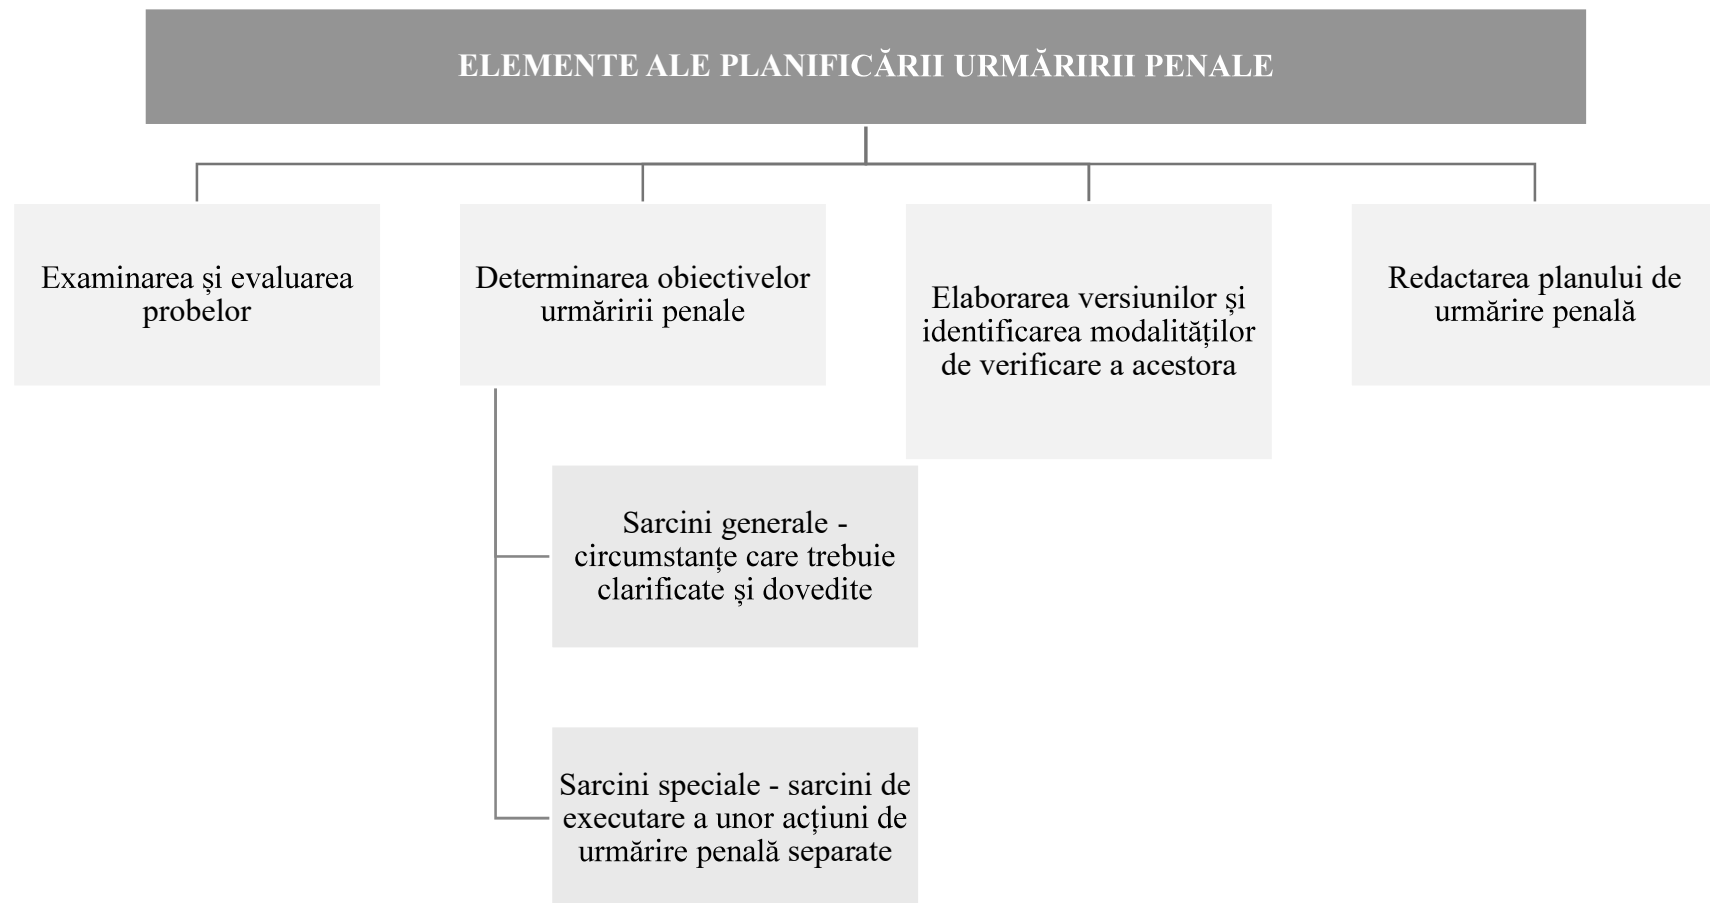 ELEMENTE ALE PLANIFICĂRII URMĂRIRII PENALE
Examinarea și evaluarea
probelor
Determinarea obiectivelor
urmăririi penale
Elaborarea versiunilor și
identificarea modalităților
de verificare a acestora
Redactarea planului de
urmărire penală
Sarcini generale -
circumstanțe care trebuie
clarificate și dovedite
Sarcini speciale - sarcini de
executare a unor acțiuni de
urmărire penală separate